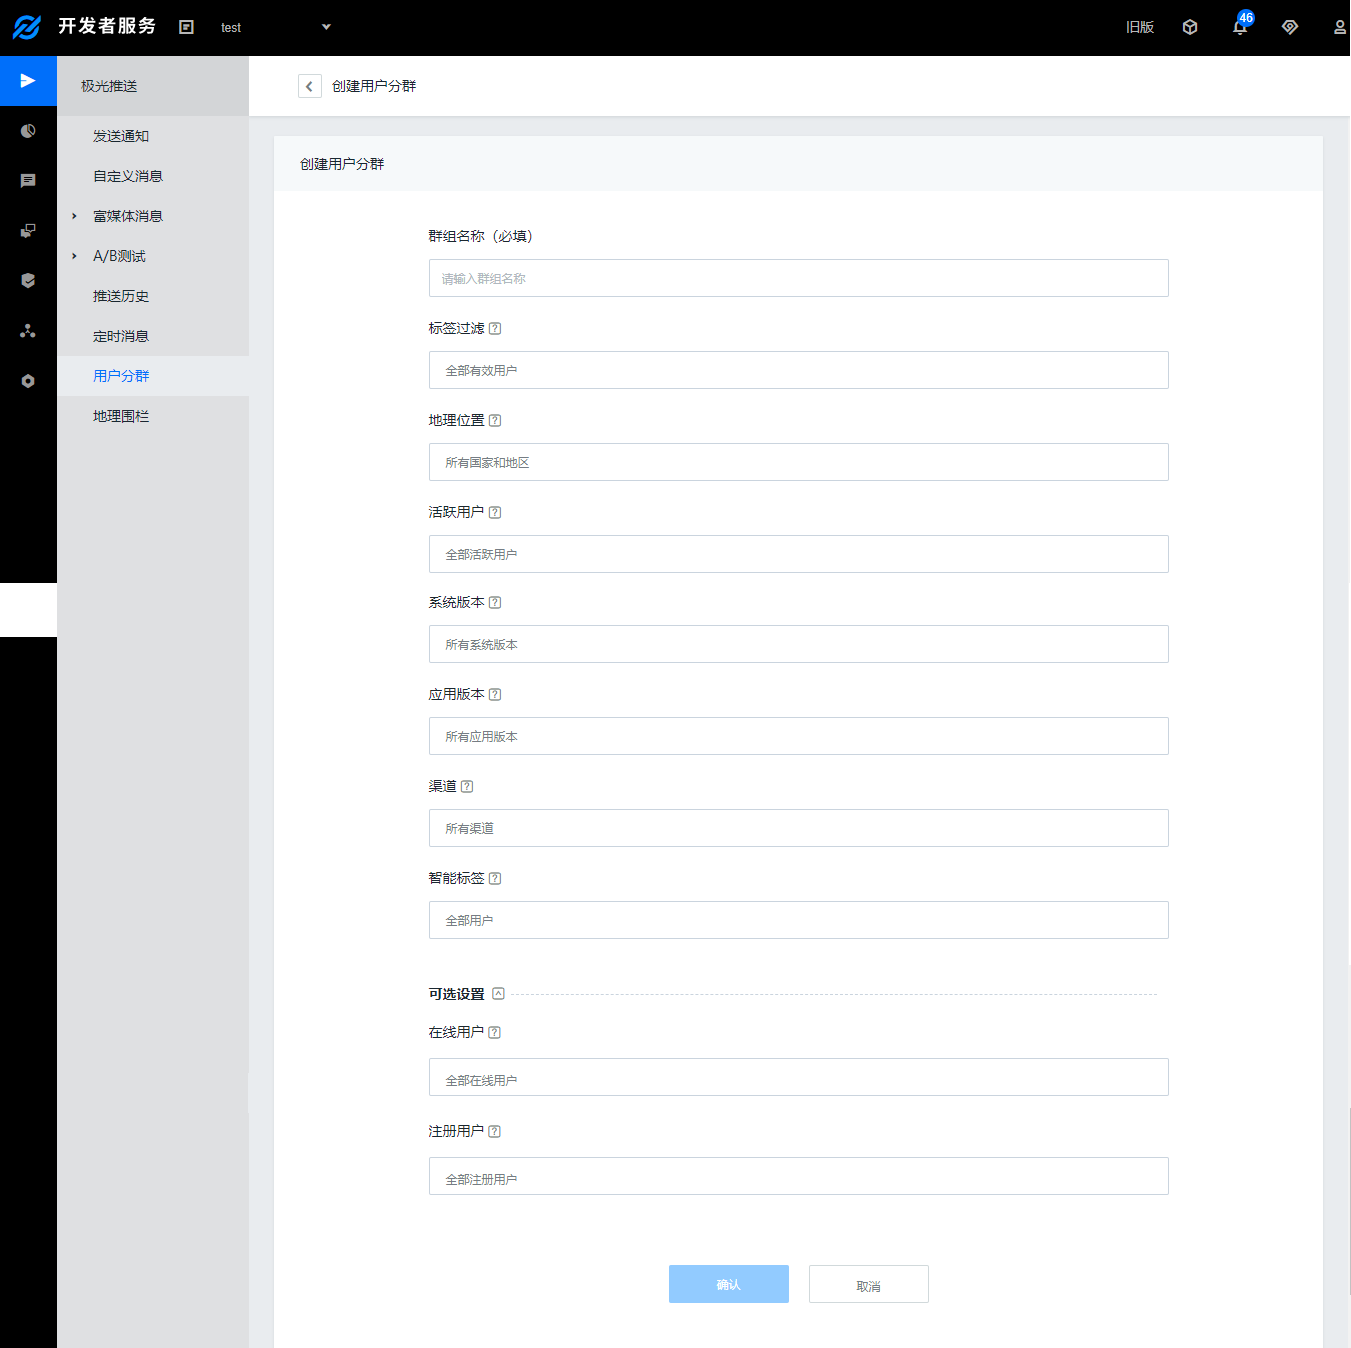 开发者服务
test
旧版
46
极光推送
发送通知
自定义消息
富媒体消息
A/B测试
推送历史
定时消息
用户分群
地理围栏
创建用户分群
创建用户分群
群组名称（必填）
请输入群组名称
标签过滤 ?
全部有效用户
地理位置 ?
所有国家和地区
活跃用户 ?
全部活跃用户
系统版本 ?
所有系统版本
应用版本 ?
所有应用版本
渠道 ?
所有渠道
智能标签 ?
全部用户
可选设置
在线用户 ?
全部在线用户
注册用户 ?
全部注册用户
确认
取消